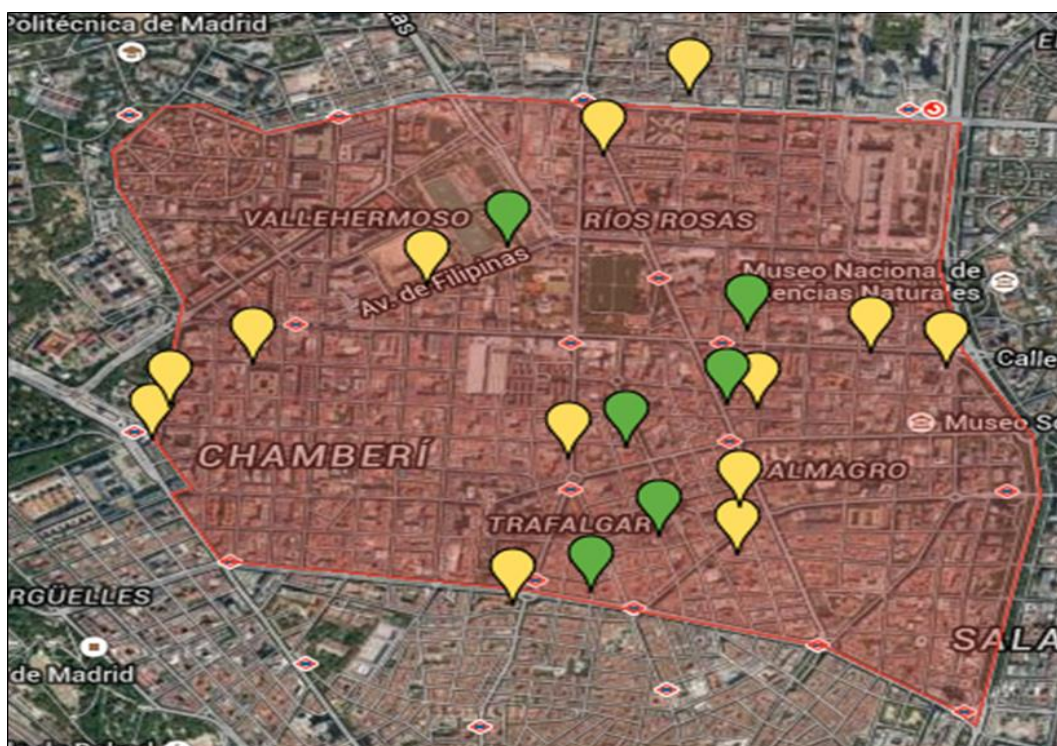 Politécnica de Madrid
VALLEHERMOSO
RÍOS ROSAS
Av. de Filipinas
Museo Nacional de
encias Naturales
Calle
Museo So
CHAMBERÍ
ALMAGRO
TRAFALGAR
RGÜELLES
SALA
de Madrid